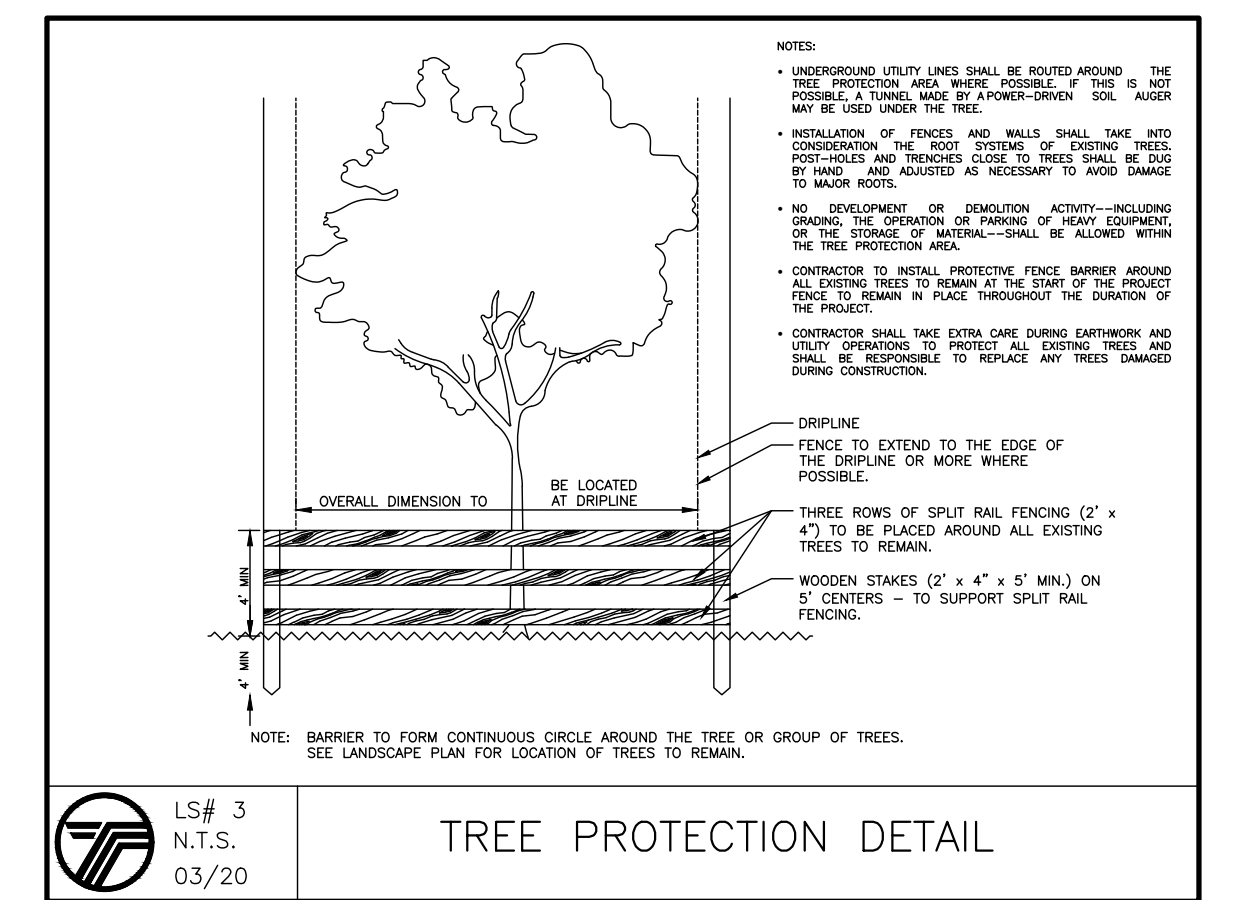 NOTES:
• UNDERGROUND UTILITY LINES SHALL BE ROUTED AROUND THE
TREE PROTECTION AREA WHERE POSSIBLE. IF THIS IS NOT
POSSIBLE, A TUNNEL MADE BY A POWER-DRIVEN SOIL AUGER
MAY BE USED UNDER THE TREE.
• INSTALLATION OF FENCES AND WALLS SHALL TAKE INTO
CONSIDERATION THE ROOT SYSTEMS OF EXISTING TREES.
POST-HOLES AND TRENCHES CLOSE TO TREES SHALL BE DUG
BY HAND AND ADJUSTED AS NECESSARY TO AVOID DAMAGE
TO MAJOR ROOTS.
• NO DEVELOPMENT OR DEMOLITION ACTIVITY--INCLUDING
GRADING, THE OPERATION OR PARKING OF HEAVY EQUIPMENT,
OR THE STORAGE OF MATERIAL--SHALL BE ALLOWED WITHIN
THE TREE PROTECTION AREA.
• CONTRACTOR TO INSTALL PROTECTIVE FENCE BARRIER AROUND
ALL EXISTING TREES TO REMAIN AT THE START OF THE PROJECT
FENCE TO REMAIN IN PLACE THROUGHOUT THE DURATION OF
THE PROJECT.
• CONTRACTOR SHALL TAKE EXTRA CARE DURING EARTHWORK AND
UTILITY OPERATIONS TO PROTECT ALL EXISTING TREES AND
SHALL BE RESPONSIBLE TO REPLACE ANY TREES DAMAGED
DURING CONSTRUCTION.
DRIPLINE
FENCE TO EXTEND TO THE EDGE OF
THE DRIPLINE OR MORE WHERE
POSSIBLE.
OVERALL DIMENSION TO
BE LOCATED
AT DRIPLINE
THREE ROWS OF SPLIT RAIL FENCING (2' x
4") TO BE PLACED AROUND ALL EXISTING
TREES TO REMAIN.
WOODEN STAKES (2' x 4" x 5' MIN.) ON
5' CENTERS - TO SUPPORT SPLIT RAIL
FENCING.
4' MIN
4' MIN
NOTE: BARRIER TO FORM CONTINUOUS CIRCLE AROUND THE TREE OR GROUP OF TREES.
SEE LANDSCAPE PLAN FOR LOCATION OF TREES TO REMAIN.
LS# 3
N.T.S.
03/20
TREE PROTECTION DETAIL